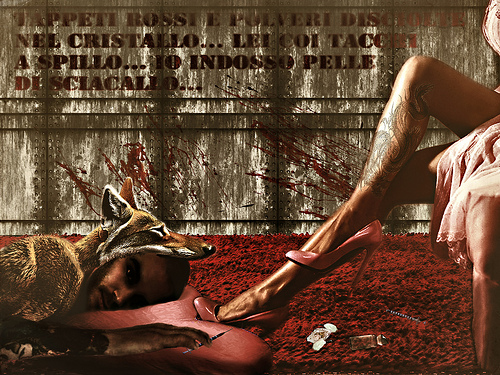 TAPPETI ROSSI E POLVERI DISCIOLTE
NEL CRISTALLO... LEI COI TACCHI
A SPILLO... IO INDOSSO PELLE
DI SCIACALLO...